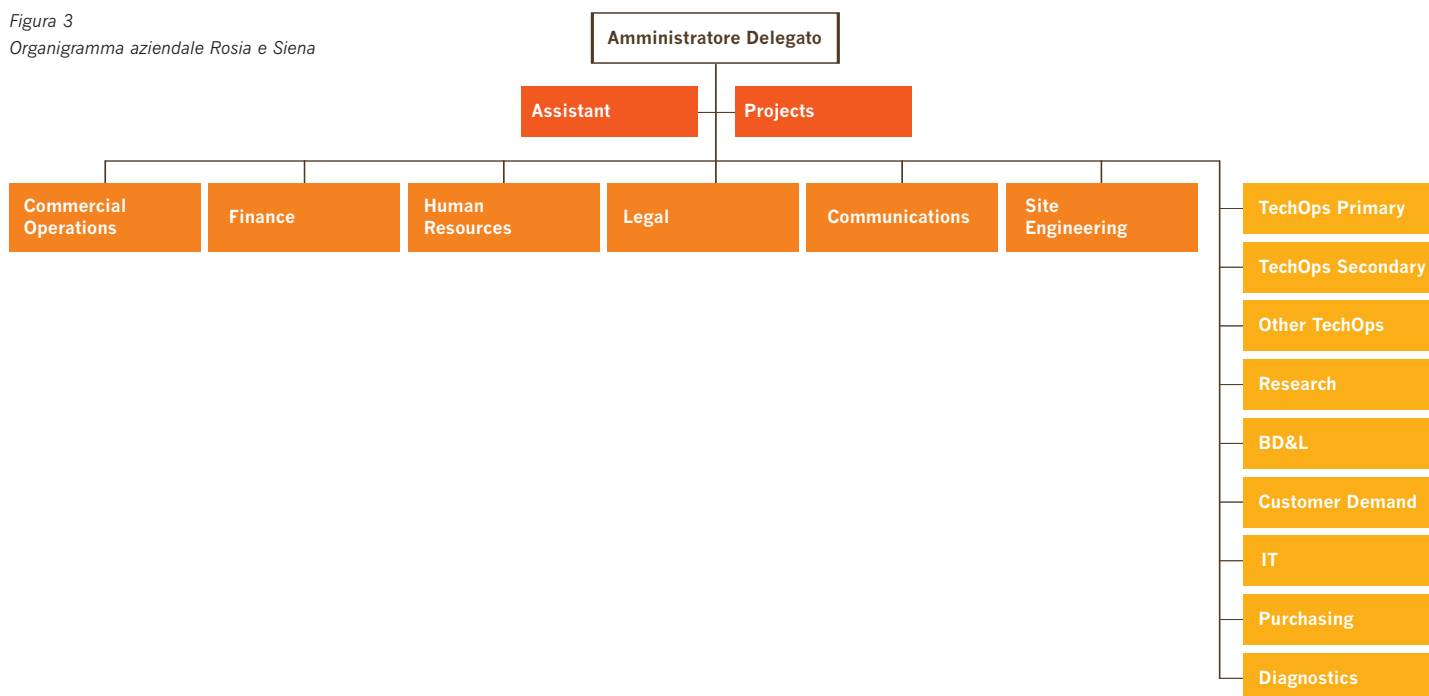 Figura 3
Organigramma aziendale Rosia e Siena
Amministratore Delegato
Assistant
Projects
Commercial
Operations
Finance
Human
Resources
Legal
Communications
Site
Engineering
TechOps Primary
TechOps Secondary
Other TechOps
Research
BD&L
Customer Demand
IT
Purchasing
Diagnostics